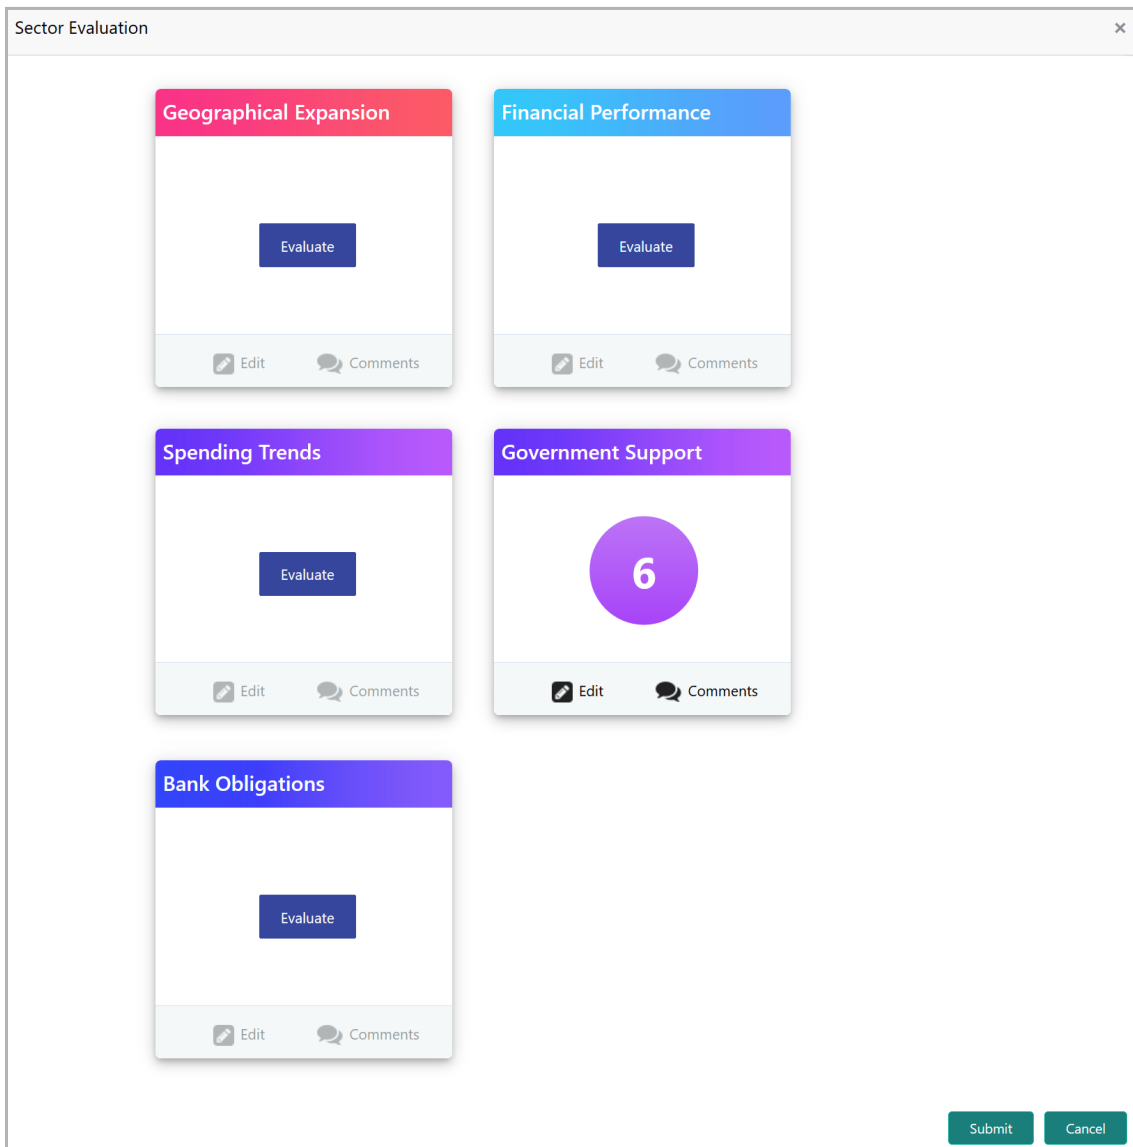 Sector Evaluation ×
Geographical Expansion
Evaluate
Edit Comments
Financial Performance
Evaluate
Edit Comments
Spending Trends
Evaluate
Edit Comments
Government Support
6
Edit Comments
Bank Obligations
Evaluate
Edit Comments
Submit Cancel